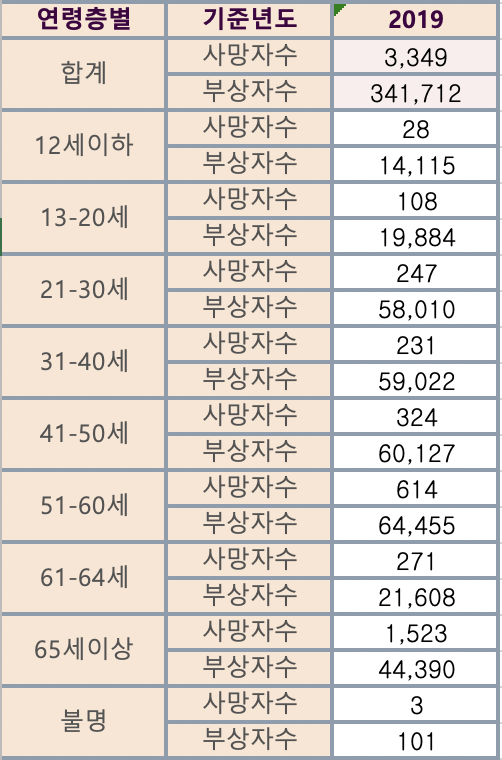 연령층별 기준년도 2019
합계 사망자수 3,349
부상자수 341,712
12세이하 사망자수 28
부상자수 14,115
13-20세 사망자수 108
부상자수 19,884
21-30세 사망자수 247
부상자수 58,010
31-40세 사망자수 231
부상자수 59,022
41-50세 사망자수 324
부상자수 60,127
51-60세 사망자수 614
부상자수 64,455
61-64세 사망자수 271
부상자수 21,608
65세이상 사망자수 1,523
부상자수 44,390
불명 사망자수 3
부상자수 101